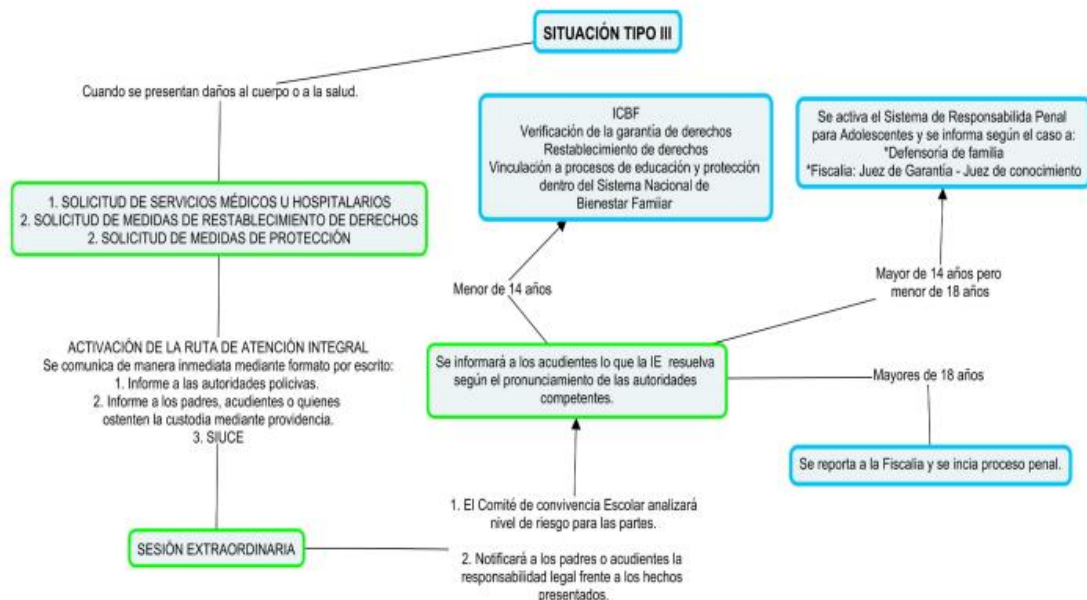 SITUACIÓN TIPO III
Cuando se presentan daños al cuerpo o a la salud.
1. SOLICITUD DE SERVICIOS MÉDICOS U HOSPITALARIOS
2. SOLICITUD DE MEDIDAS DE RESTABLECIMIENTO DE DERECHOS
2. SOLICITUD DE MEDIDAS DE PROTECCIÓN
ACTIVACIÓN DE LA RUTA DE ATENCIÓN INTEGRAL
Se comunica de manera inmediata mediante formato por escrito:
1. Informe a las autoridades policivas.
2. Informe a los padres, acudientes o quienes
ostenten la custodia mediante providencia.
3. SIUCE
SESIÓN EXTRAORDINARIA
1. El Comité de convivencia Escolar analizará
nivel de riesgo para las partes.
2. Notificará a los padres o acudientes la
responsabilidad legal frente a los hechos
presentados.
Se informará a los acudientes lo que la IE resuelva
según el pronunciamiento de las autoridades
competentes.
Menor de 14 años
ICBF
Verificación de la garantía de derechos
Restablecimiento de derechos
Vinculación a procesos de educación y protección
dentro del Sistema Nacional de
Bienestar Famiiar
Mayor de 14 años pero
menor de 18 años
Se activa el Sistema de Responsabilida Penal
para Adolescentes y se informa según el caso a:
*Defensoría de familia
*Fiscalia: Juez de Garantía - Juez de conocimiento
Mayores de 18 años
Se reporta a la Fiscalia y se incia proceso penal.